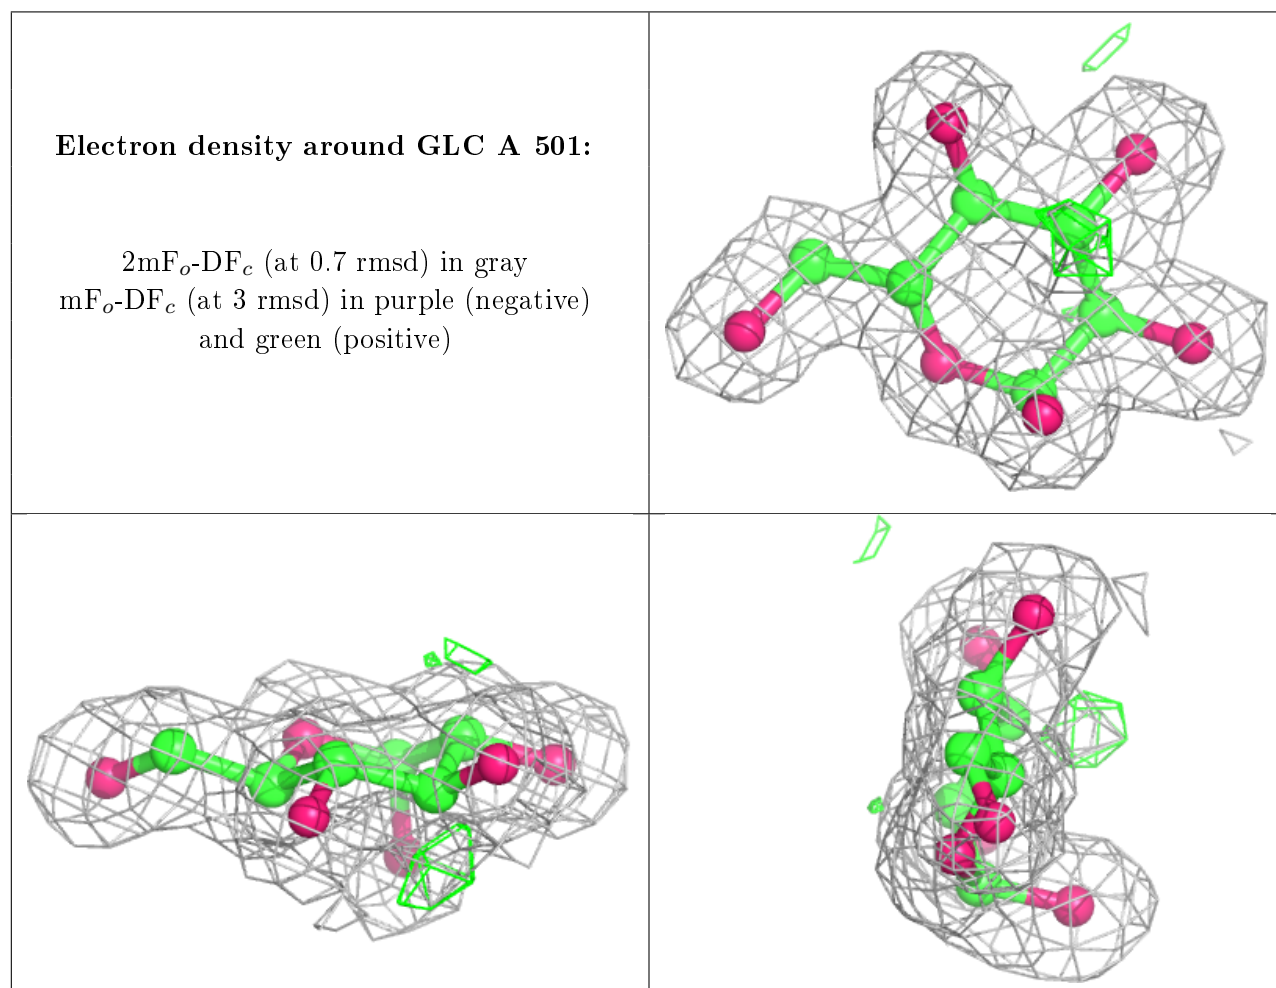 Electron density around GLC A 501:
2mFo-DFc (at 0.7 rmsd) in gray
mFo-DFc (at 3 rmsd) in purple (negative)
and green (positive)